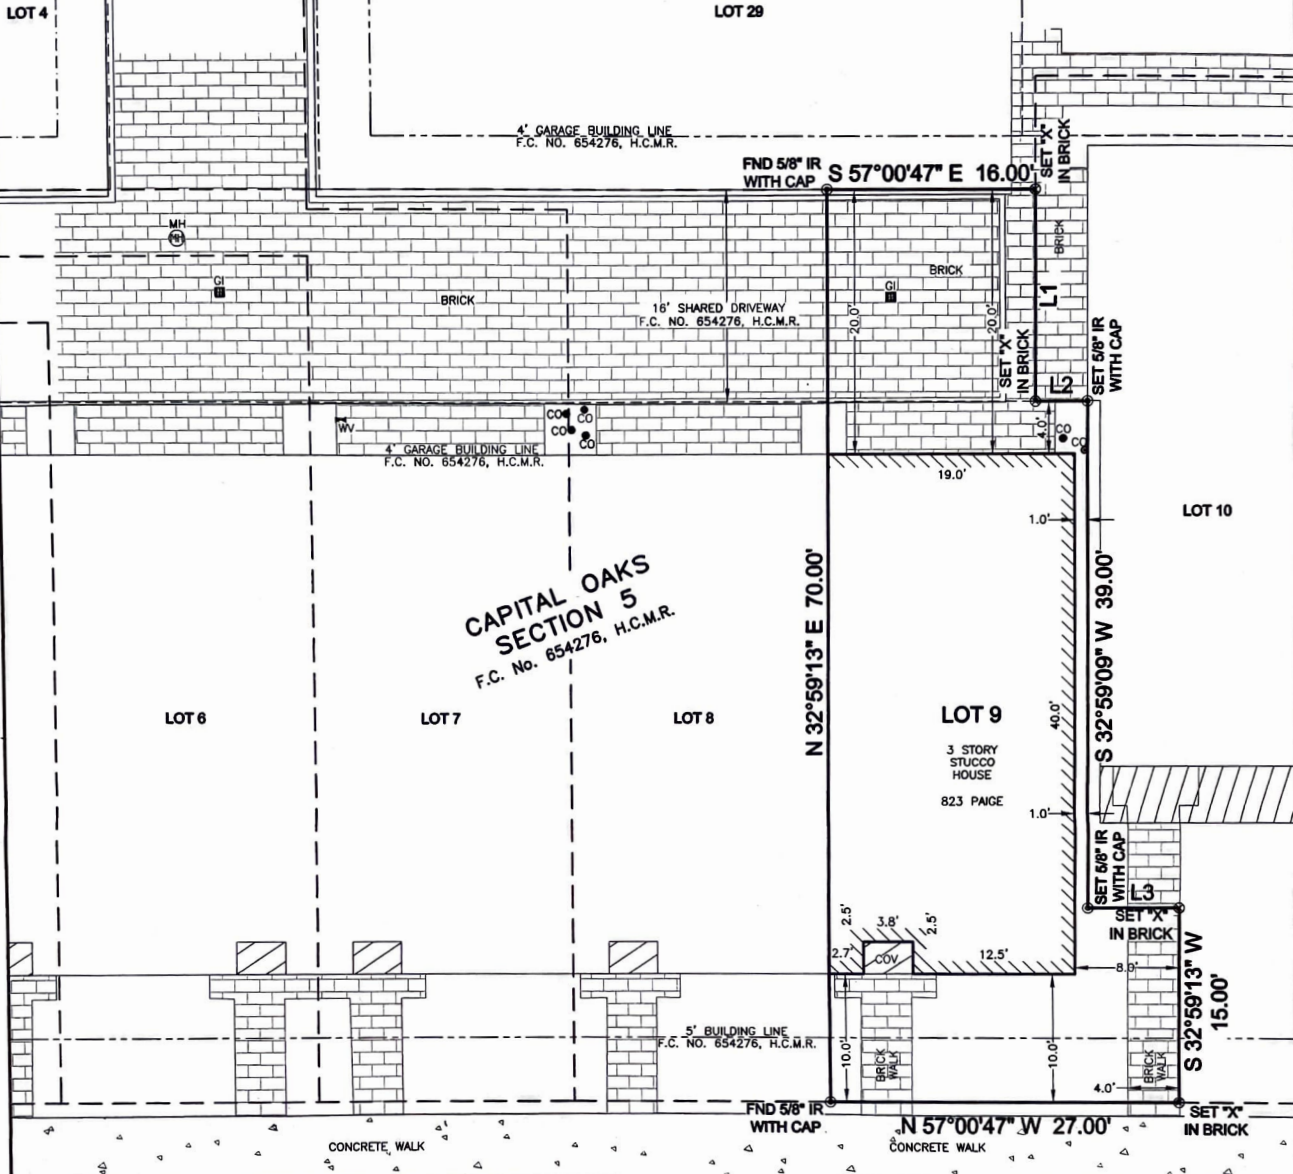 LOT 4
LOT 29
4' GARAGE BUILDING LINE
F.C. NO. 654276, H.C.M.R.
SET "X"
IN BRICK
FND 5/8" IR
WITH CAP
S 57°00'47" E 16.00'
MH
MH
GI
BRICK
16' SHARED DRIVEWAY
F.C. NO. 654276, H.C.M.R.
20.0'
GI
BRICK
20.0'
BRICK
L1
SET "X"
IN BRICK
L2
SET 5/8" IR
WITH CAP
WV
CO
CO
CO
CO
4' GARAGE BUILDING LINE
F.C. NO. 654276, H.C.M.R.
4.0'
CO
CO
19.0'
1.0'
LOT 10
CAPITAL OAKS
SECTION 5
F.C. No. 654276, H.C.M.R.
N 32°59'13" E 70.00'
S 32°59'09" W 39.00'
LOT 6
LOT 7
LOT 8
LOT 9
3 STORY
STUCCO
HOUSE
823 PAIGE
40.0'
1.0'
SET 5/8" IR
WITH CAP
L3
SET "X"
IN BRICK
2.5'
3.8'
2.5'
2.7'
COV
12.5'
8.0'
S 32°59'13" W
15.00'
5' BUILDING LINE
F.C. NO. 654276, H.C.M.R.
10.0'
BRICK
WALK
10.0'
BRICK
WALK
4.0'
FND 5/8" IR
WITH CAP
N 57°00'47" W 27.00'
SET "X"
IN BRICK
CONCRETE WALK
CONCRETE WALK